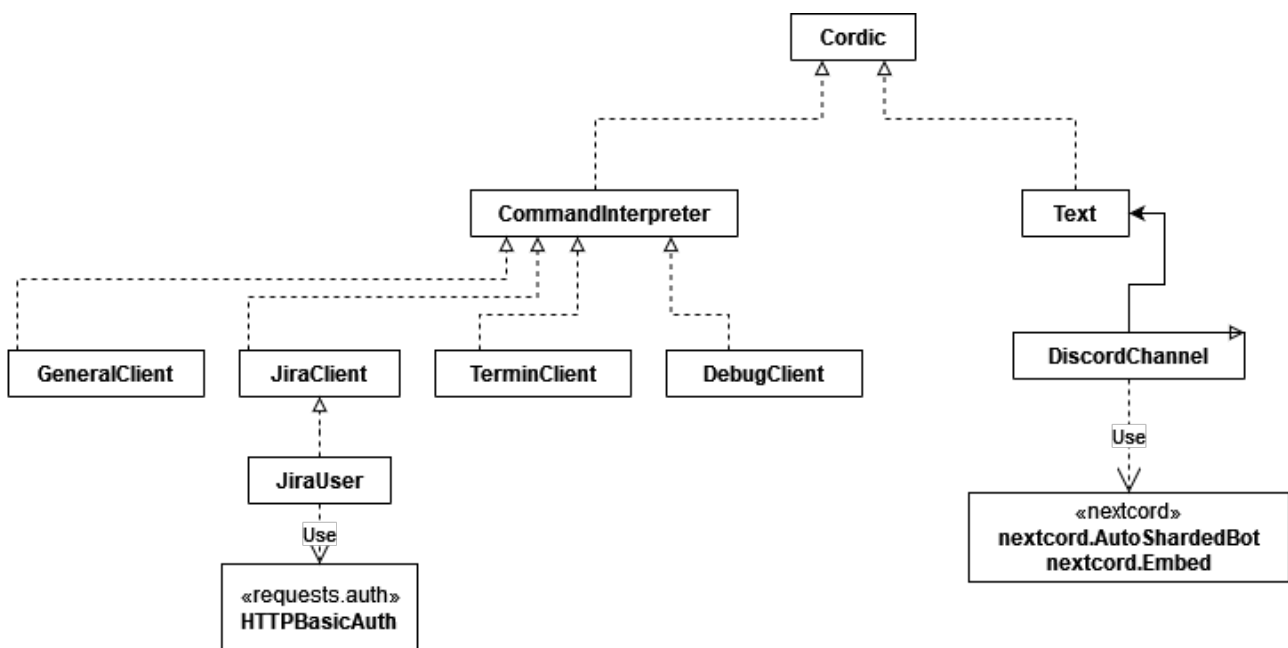 Cordic
CommandInterpreter
Text
GeneralClient
JiraClient
TerminClient
DebugClient
DiscordChannel
Use
JiraUser
Use
«nextcord»
nextcord.AutoShardedBot
nextcord.Embed
«requests.auth»
HTTPBasicAuth